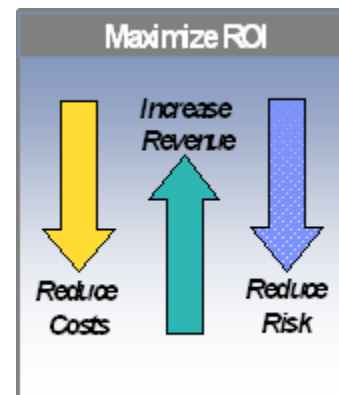 Maximize ROI
Increase
Revenue
Reduce
Costs
Reduce
Risk